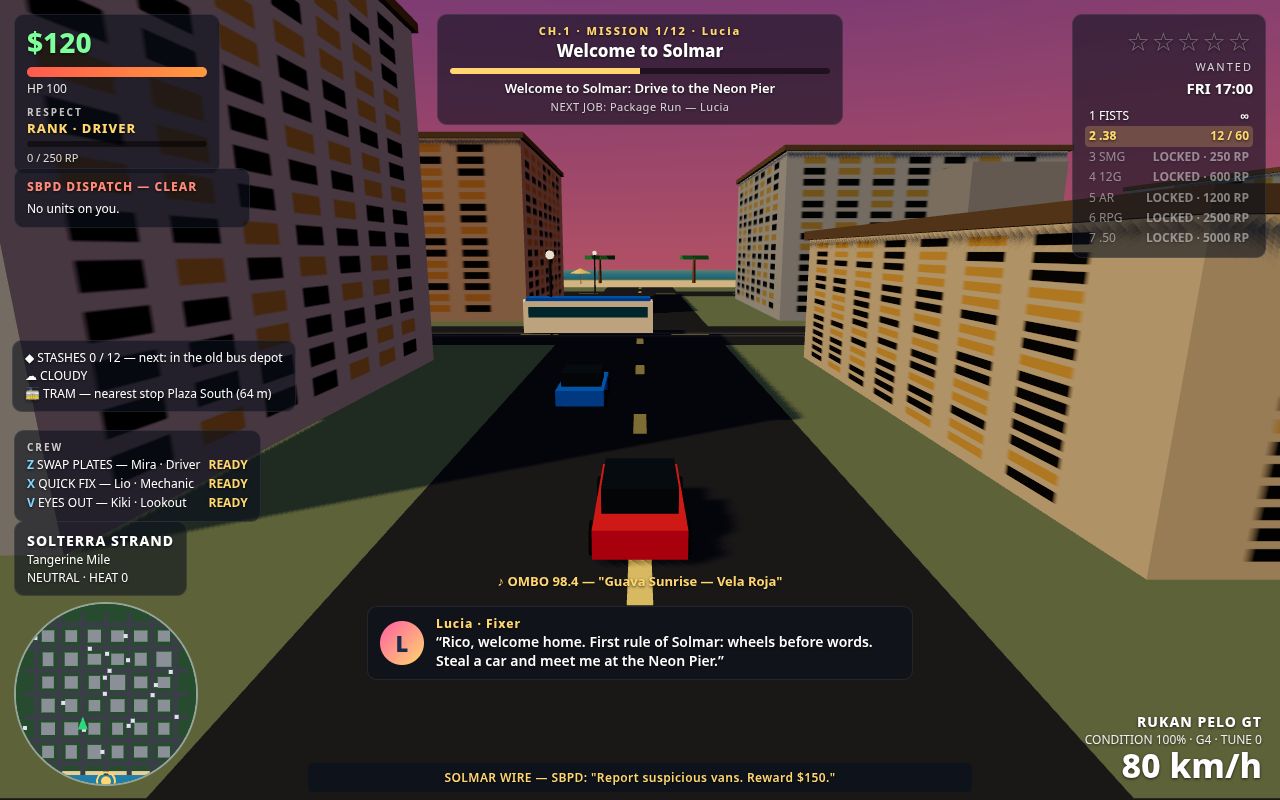 $120
HP 100
RESPECT
RANK · DRIVER
0 / 250 RP
SBPD DISPATCH — CLEAR
No units on you.
CH.1 · MISSION 1/12 · Lucia
Welcome to Solmar
Welcome to Solmar: Drive to the Neon Pier
NEXT JOB: Package Run — Lucia
☆☆☆☆☆
WANTED
FRI 17:00
1 FISTS ∞
2 .38 12 / 60
3 SMG LOCKED · 250 RP
4 12G LOCKED · 600 RP
5 AR LOCKED · 1200 RP
6 RPG LOCKED · 2500 RP
7 .50 LOCKED · 5000 RP
◆ STASHES 0 / 12 — next: in the old bus depot
☁ CLOUDY
🚋 TRAM — nearest stop Plaza South (64 m)
CREW
Z SWAP PLATES — Mira · Driver READY
X QUICK FIX — Lio · Mechanic READY
V EYES OUT — Kiki · Lookout READY
SOLTERRA STRAND
Tangerine Mile
NEUTRAL · HEAT 0
♪ OMBO 98.4 — "Guava Sunrise — Vela Roja"
L
Lucia · Fixer
“Rico, welcome home. First rule of Solmar: wheels before words.
Steal a car and meet me at the Neon Pier.”
RUKAN PELO GT
CONDITION 100% · G4 · TUNE 0
80 km/h
SOLMAR WIRE — SBPD: "Report suspicious vans. Reward $150."